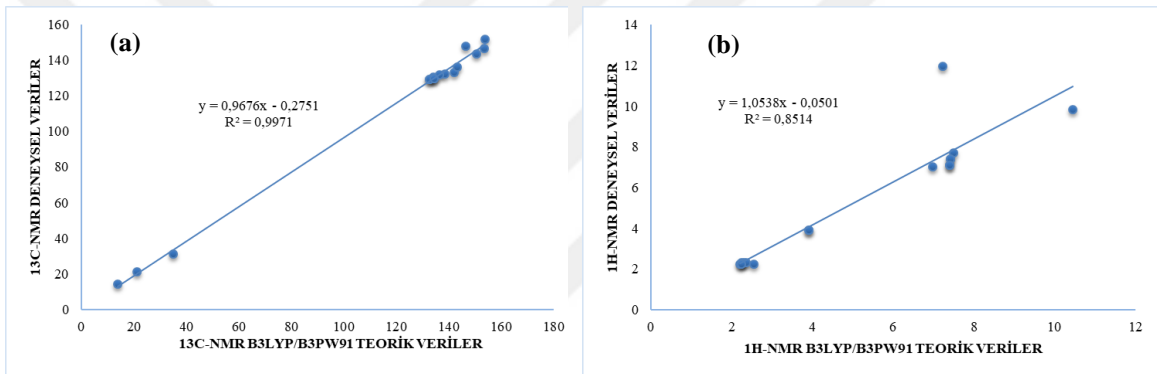 (a)
13C-NMR DENEYSEL VERİLER
160
140
120
100
80
60
40
20
0
y = 0,9676x - 0,2751
R² = 0,9971
0 20 40 60 80 100 120 140 160 180
13C-NMR B3LYP/B3PW91 TEORİK VERİLER
(b)
1H-NMR DENEYSEL VERİLER
14
12
10
8
6
4
2
0
y = 1,0538x - 0,0501
R² = 0,8514
0 2 4 6 8 10 12
1H-NMR B3LYP/B3PW91 TEORİK VERİLER